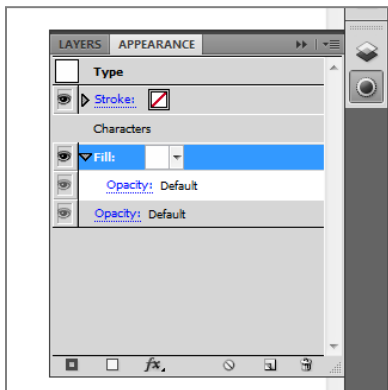 LAYERS APPEARANCE
Type
Stroke:
Characters
Fill:
Opacity: Default
Opacity: Default
fx